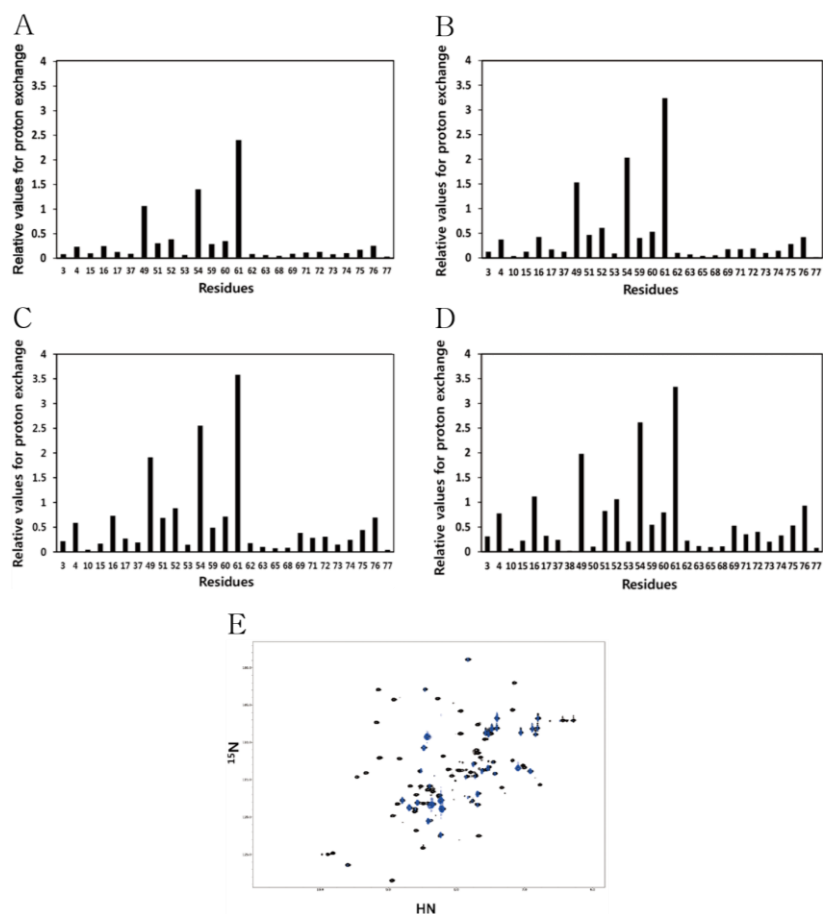 A
Relative values for proton exchange
4
3.5
3
2.5
2
1.5
1
0.5
0
3 4 15 16 17 37 49 51 52 53 54 59 60 61 62 63 68 69 71 72 73 74 75 76 77
Residues
B
Relative values for proton exchange
4
3.5
3
2.5
2
1.5
1
0.5
0
3 4 10 15 16 17 37 49 51 52 53 54 59 60 61 62 63 65 68 69 71 72 73 74 75 76 77
Residues
C
Relative values for proton exchange
4
3.5
3
2.5
2
1.5
1
0.5
0
3 4 10 15 16 17 37 49 51 52 53 54 59 60 61 62 63 65 68 69 71 72 73 74 75 76 77
Residues
D
Relative values for proton exchange
4
3.5
3
2.5
2
1.5
1
0.5
0
3 4 10 15 16 17 37 38 49 50 51 52 53 54 59 60 61 62 63 65 68 69 71 72 73 74 75 76 77
Residues
E
15N
HN